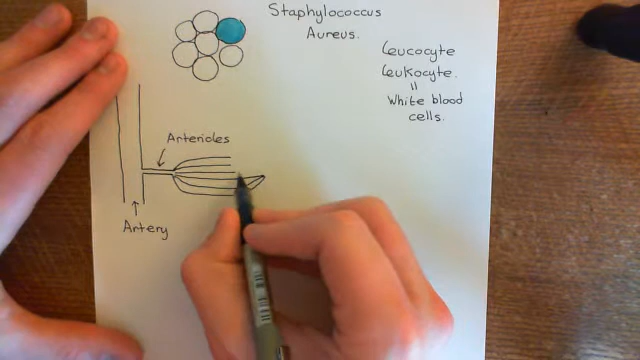 Staphylococcus
Aureus.
Leucocyte
Leukocyte.
=
White blood
cells.
Arterioles
Artery